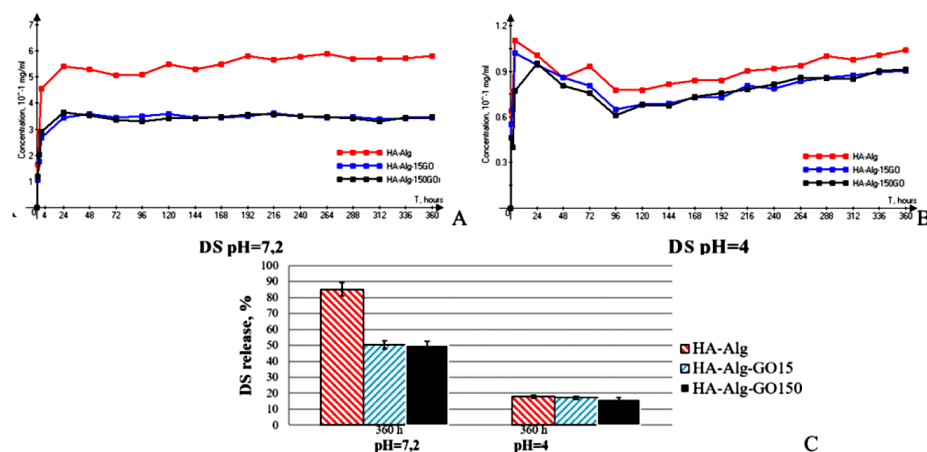 A
Concentration, 10^-1 mg/ml
7
6
5
4
3
2
1
0
4 24 48 72 96 120 144 168 192 216 240 264 288 312 336 360
T, hours
HA-Alg
HA-Alg-15GO
HA-Alg-150GO
A
DS pH=7,2
Concentration, 10^-1 mg/ml
1.2
0.9
0.6
0.3
0
24 48 72 96 120 144 168 192 216 240 264 288 312 336 360
T, hours
HA-Alg
HA-Alg-15GO
HA-Alg-150GO
B
DS pH=4
DS release, %
100
90
80
70
60
50
40
30
20
10
0
360 h
pH=7,2
360 h
pH=4
HA-Alg
HA-Alg-GO15
HA-Alg-GO150
C